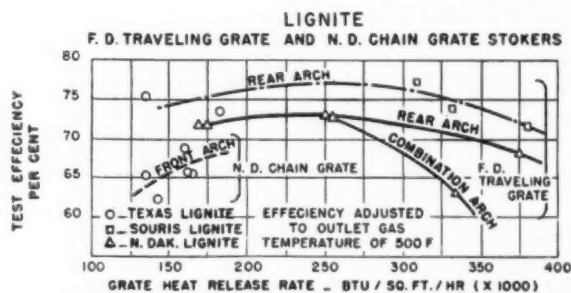 LIGNITE
F. D. TRAVELING GRATE AND N. D. CHAIN GRATE STOKERS
TEST EFFECIENCY
PER CENT
80
75
70
65
60
55
REAR ARCH
REAR ARCH
FRONT ARCH
N. D. CHAIN GRATE
COMBINATION ARCH
F. D.
TRAVELING
GRATE
○ _ TEXAS LIGNITE
□ _ SOURIS LIGNITE
△ _ N. DAK. LIGNITE
EFFECIENCY ADJUSTED
TO OUTLET GAS
TEMPERATURE OF 500 F
100 150 200 250 300 350 400
GRATE HEAT RELEASE RATE _ BTU / SQ. FT. / HR (X 1000)